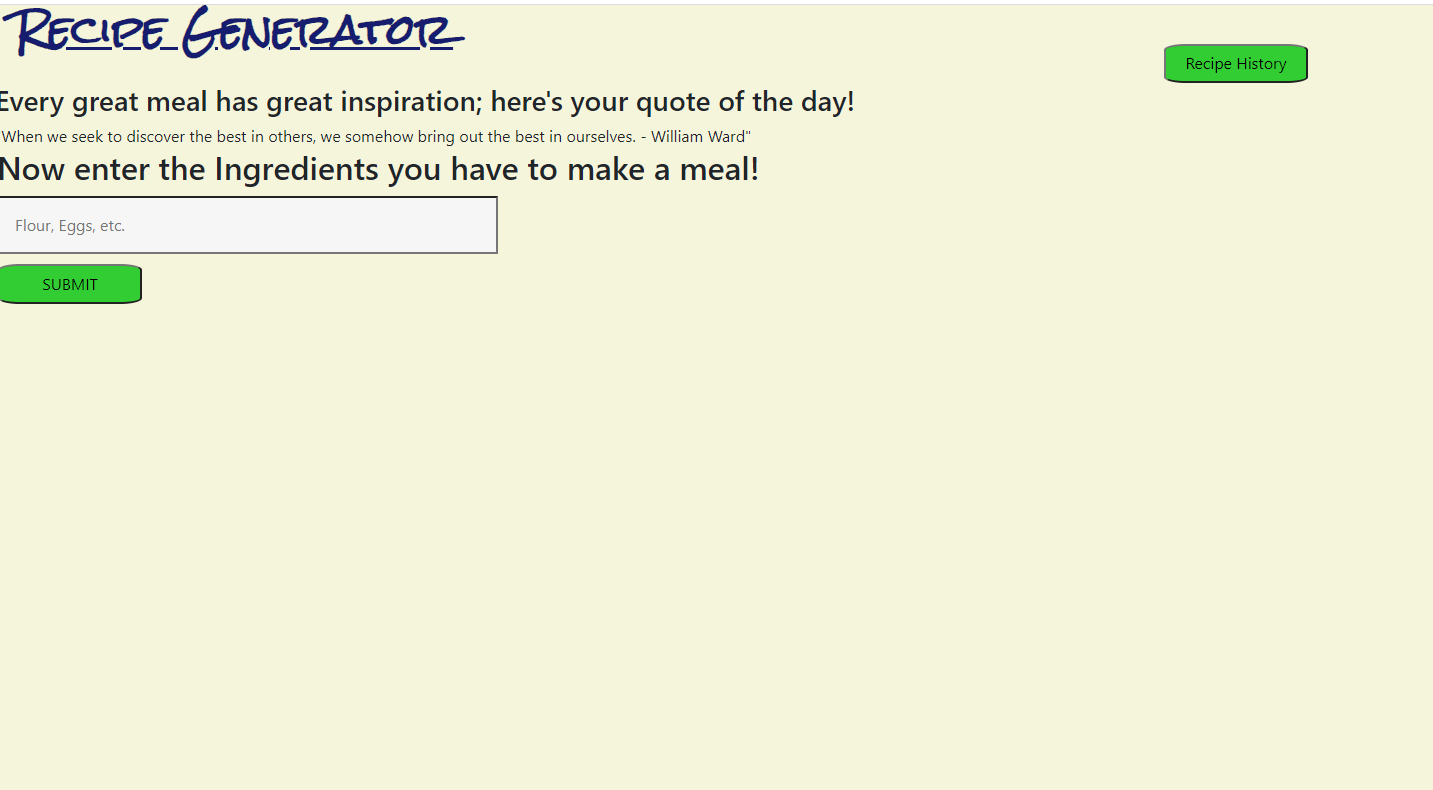 Recipe Generator
Recipe History
Every great meal has great inspiration; here's your quote of the day!
"When we seek to discover the best in others, we somehow bring out the best in ourselves. - William Ward"
Now enter the Ingredients you have to make a meal!
Flour, Eggs, etc.
SUBMIT